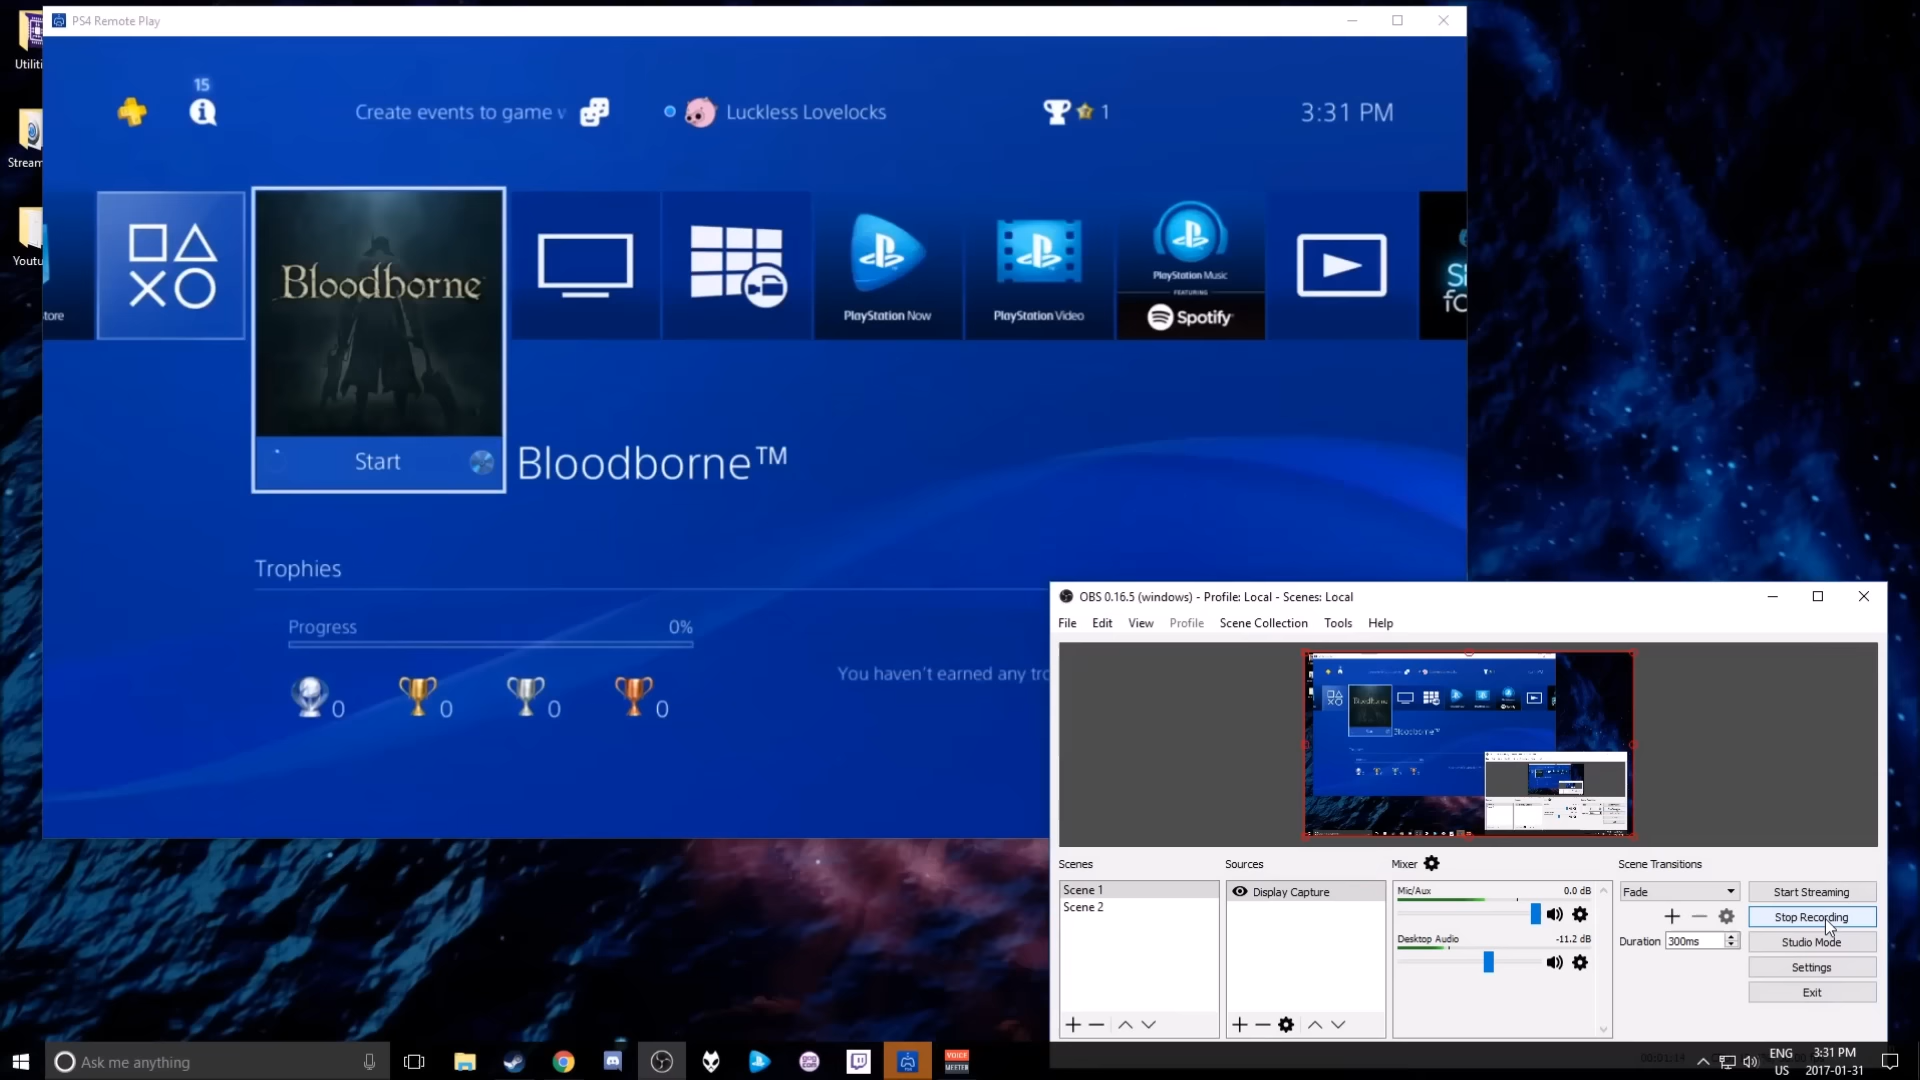 PS4 Remote Play
15
Create events to game w
Luckless Lovelocks
1
3:31 PM
tore
Bloodborne
PlayStation Now
PlayStation Video
PlayStation Music
FEATURING
Spotify
Start
Bloodborne™
Trophies
Progress
0%
0
0
0
0
You haven't earned any tro
Utiliti
Stream
Youtu
OBS 0.16.5 (windows) - Profile: Local - Scenes: Local
File Edit View Profile Scene Collection Tools Help
Scenes
Scene 1
Scene 2
Sources
Display Capture
Mixer
Mic/Aux
0.0 dB
Desktop Audio
-11.2 dB
Scene Transitions
Fade
Duration 300ms
Start Streaming
Stop Recording
Studio Mode
Settings
Exit
Ask me anything
VOICE
MEETER
ENG
US
3:31 PM
2017-01-31